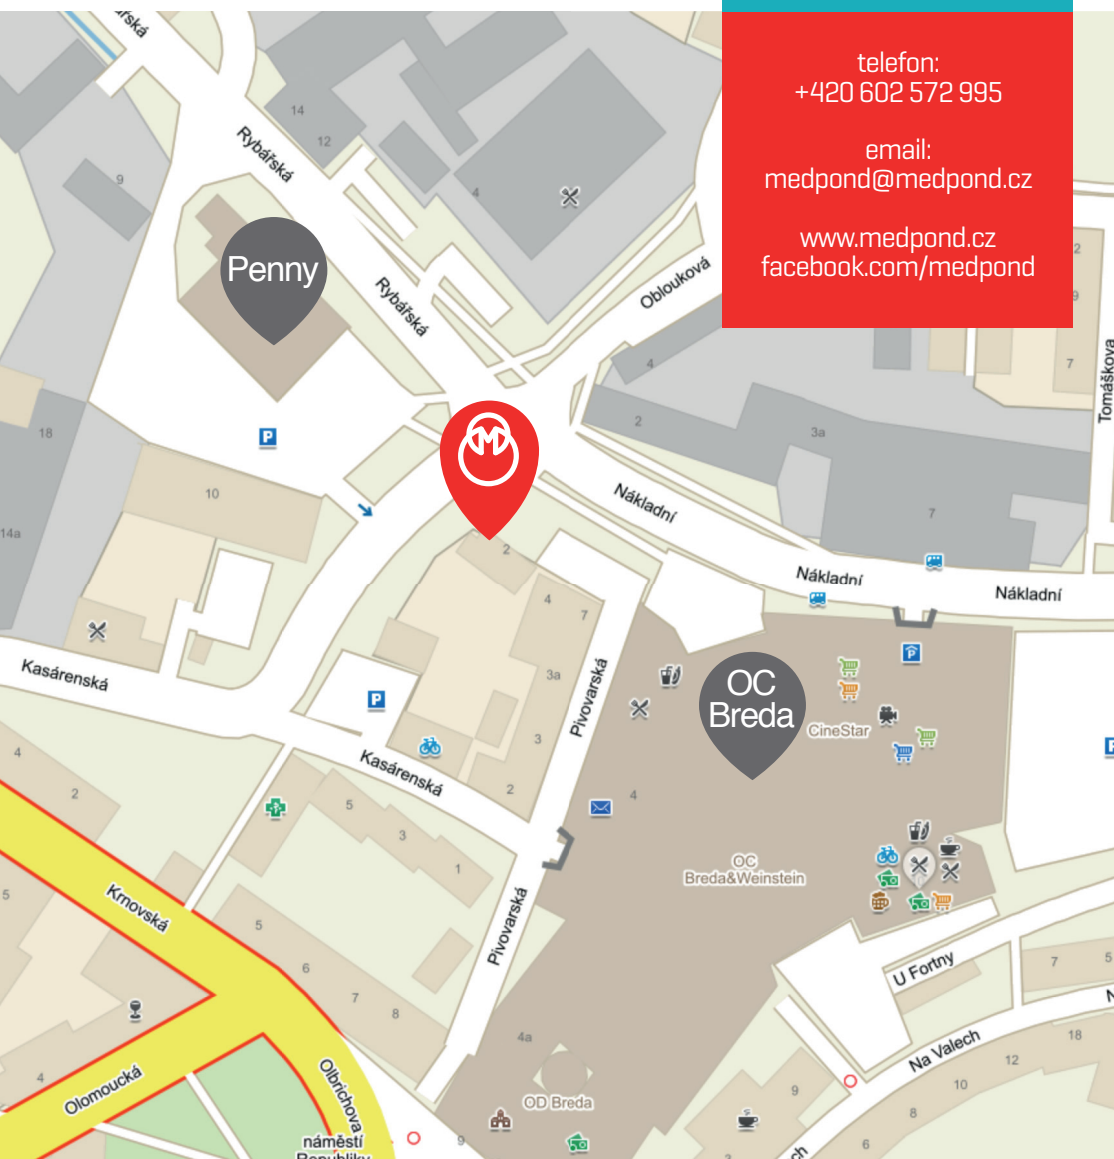 telefon:
+420 602 572 995
email:
medpond@medpond.cz
www.medpond.cz
facebook.com/medpond
14
12
Rybářská
9
4
Penny
Rybářská
Oblouková
2
9
7
Tomáškova
4
2
3a
18
P
M
10
Nákladní
7
14a
2
Nákladní
Nákladní
4
7
Kasárenská
3a
Pivovarská
P
OC
Breda
CineStar
P
P
4
3
Kasárenská
2
2
5
4
3
1
OC
Breda&Weinstein
5
Krnovská
5
Pivovarská
6
U Fortny
7
5
7
8
4a
Na Valech
18
12
4
Olomoucká
Olbrichova
9
10
OD Breda
8
náměstí
Republiky
9
6